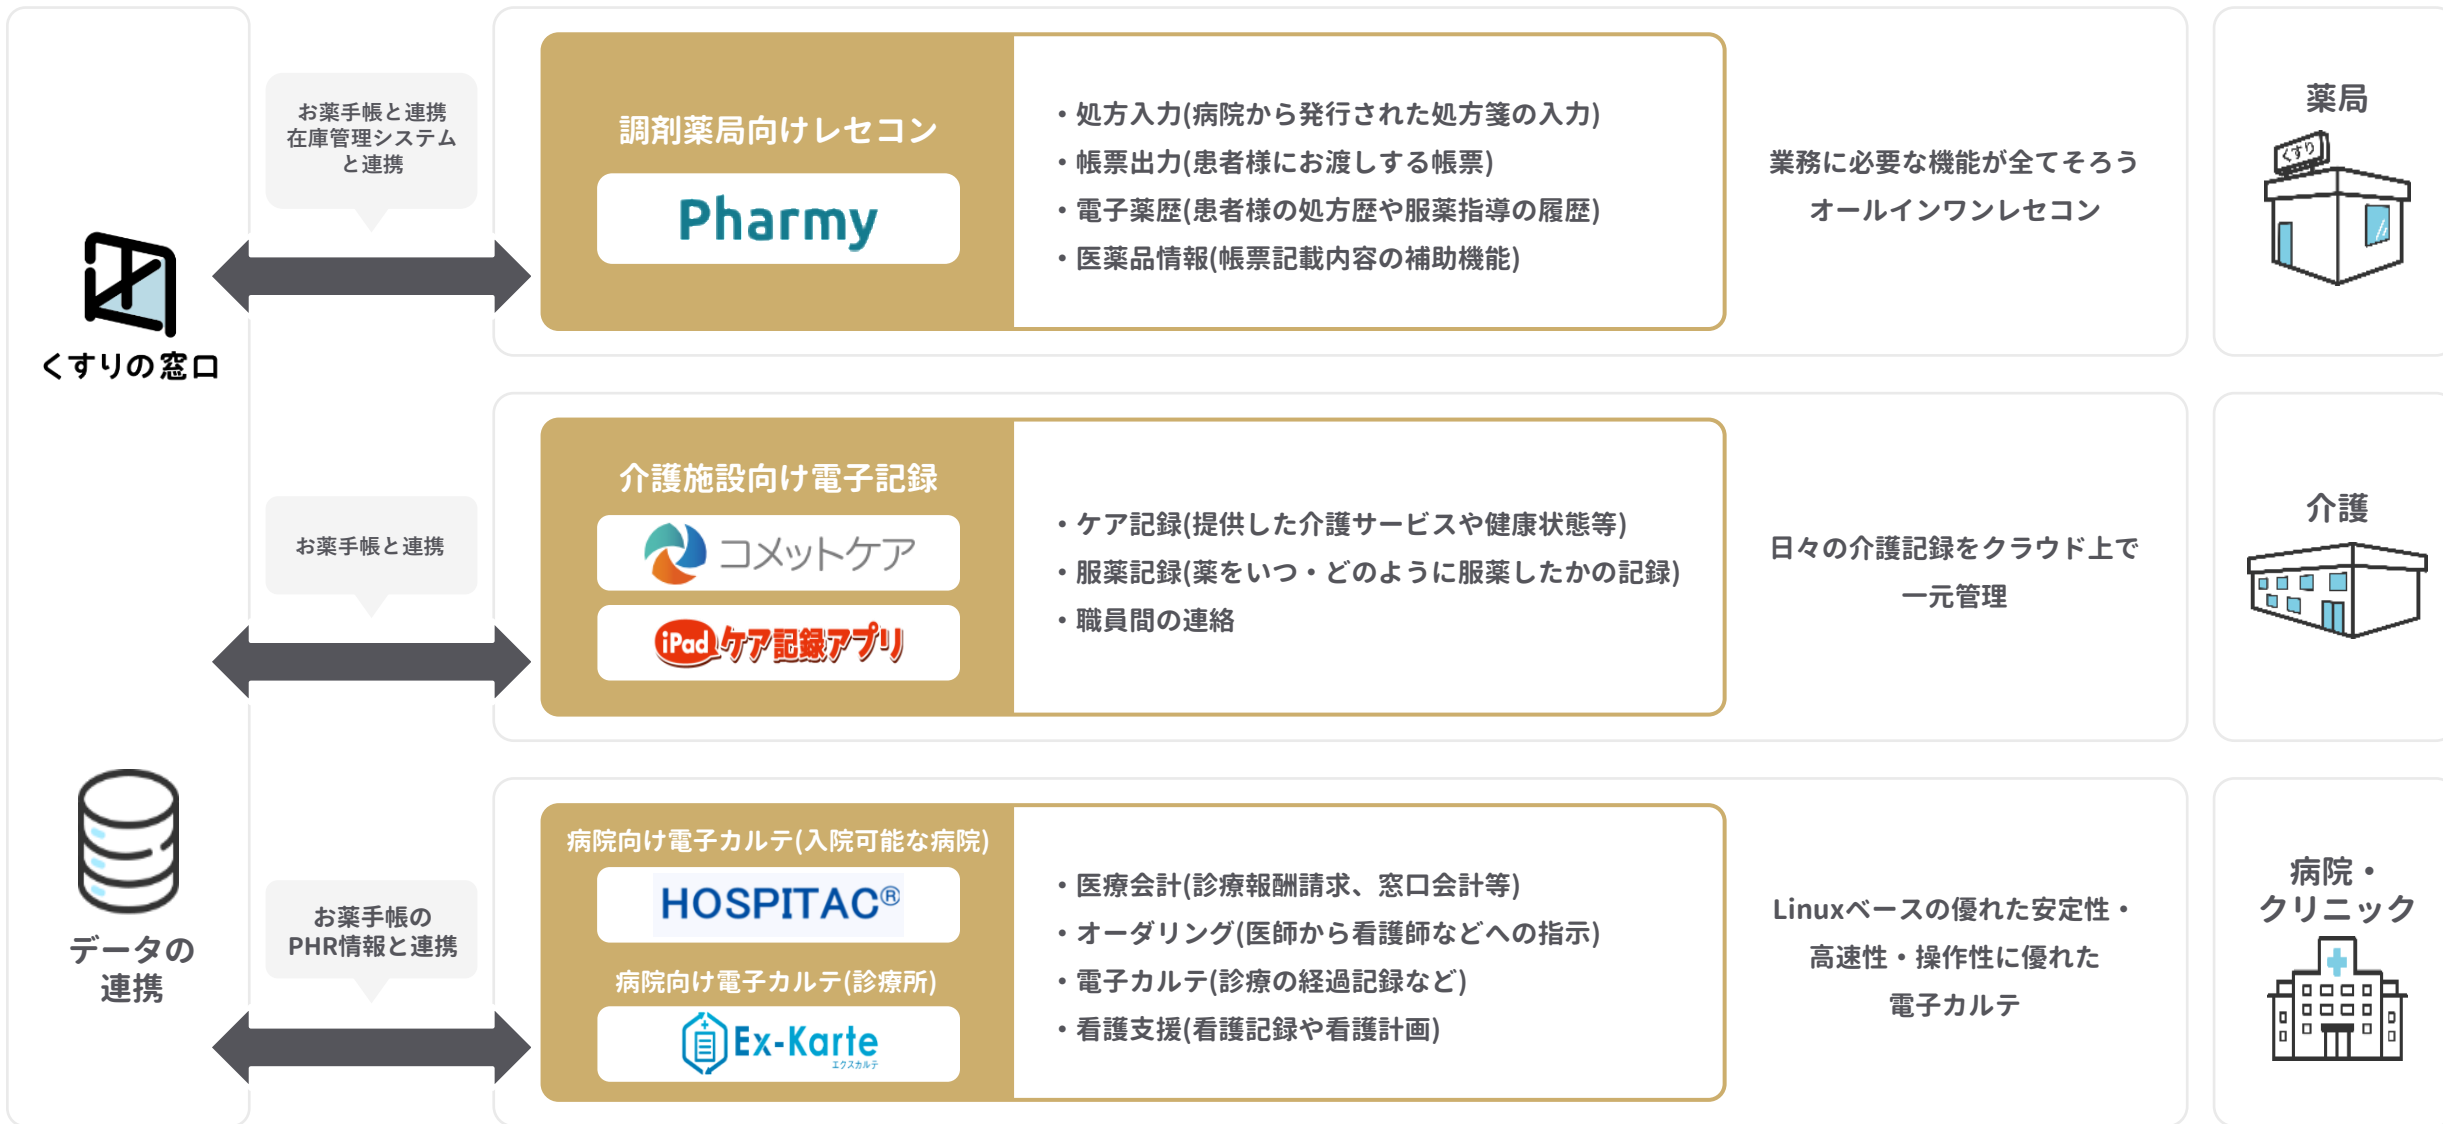 くすりの窓口
データの
連携
お薬手帳と連携
在庫管理システム
と連携
調剤薬局向けレセコン
Pharmy
・処方入力(病院から発行された処方箋の入力)
・帳票出力(患者様にお渡しする帳票)
・電子薬歴(患者様の処方歴や服薬指導の履歴)
・医薬品情報(帳票記載内容の補助機能)
業務に必要な機能が全てそろう
オールインワンレセコン
薬局
くすり
お薬手帳と連携
介護施設向け電子記録
コメットケア
iPadケア記録アプリ
・ケア記録(提供した介護サービスや健康状態等)
・服薬記録(薬をいつ・どのように服薬したかの記録)
・職員間の連絡
日々の介護記録をクラウド上で
一元管理
介護
お薬手帳の
PHR情報と連携
病院向け電子カルテ(入院可能な病院)
HOSPITAC®
病院向け電子カルテ(診療所)
Ex-Karte
エクスカルテ
・医療会計(診療報酬請求、窓口会計等)
・オーダリング(医師から看護師などへの指示)
・電子カルテ(診療の経過記録など)
・看護支援(看護記録や看護計画)
Linuxベースの優れた安定性・
高速性・操作性に優れた
電子カルテ
病院・
クリニック